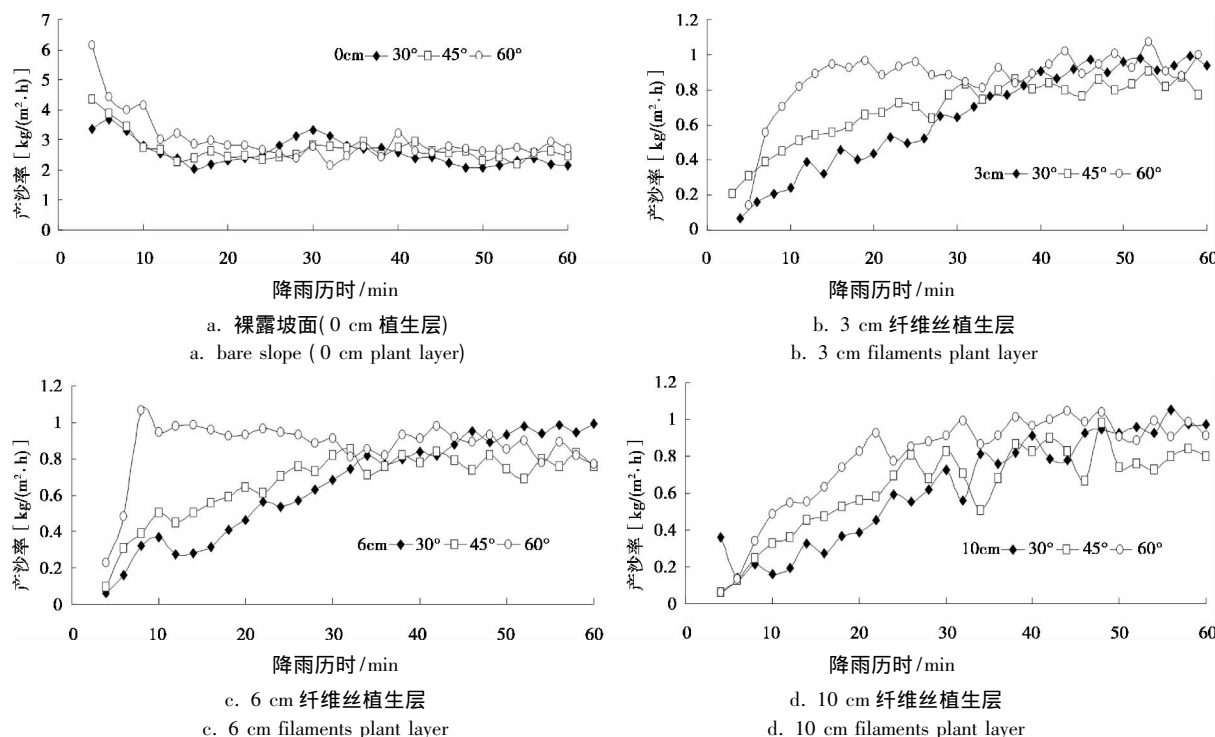 7
6
5
4
3
2
1
0
产沙率 [ kg/(m²·h) ]
0cm 30° 45° 60°
0 10 20 30 40 50 60
降雨历时/min
a. 裸露坡面( 0 cm 植生层)
a. bare slope ( 0 cm plant layer)
1.2
1
0.8
0.6
0.4
0.2
0
产沙率 [ kg/(m²·h) ]
3cm 30° 45° 60°
0 10 20 30 40 50 60
降雨历时/min
b. 3 cm 纤维丝植生层
b. 3 cm filaments plant layer
1.2
1
0.8
0.6
0.4
0.2
0
产沙率 [ kg/(m²·h) ]
6cm 30° 45° 60°
0 10 20 30 40 50 60
降雨历时/min
c. 6 cm 纤维丝植生层
c. 6 cm filaments plant layer
1.2
1
0.8
0.6
0.4
0.2
0
产沙率 [ kg/(m²·h) ]
10cm 30° 45° 60°
0 10 20 30 40 50 60
降雨历时/min
d. 10 cm 纤维丝植生层
d. 10 cm filaments plant layer